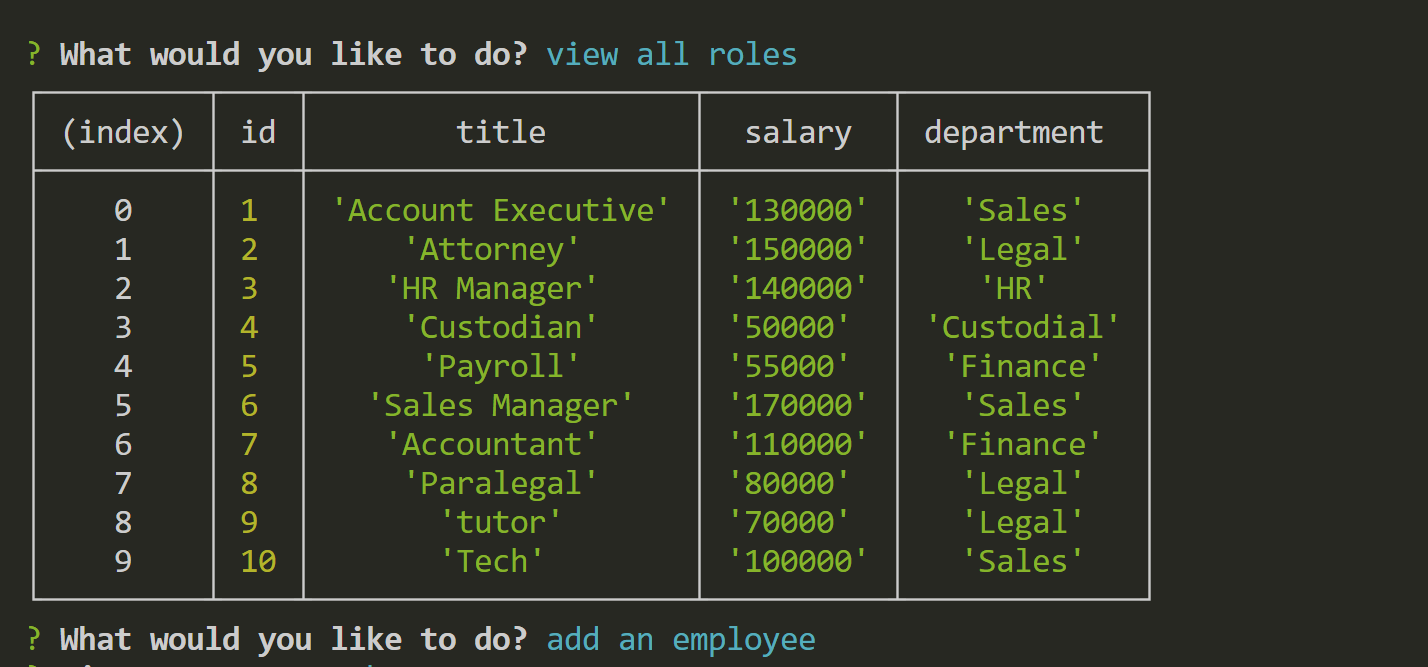 ? What would you like to do? view all roles
(index) id title salary department
0 1 'Account Executive' '130000' 'Sales'
1 2 'Attorney' '150000' 'Legal'
2 3 'HR Manager' '140000' 'HR'
3 4 'Custodian' '50000' 'Custodial'
4 5 'Payroll' '55000' 'Finance'
5 6 'Sales Manager' '170000' 'Sales'
6 7 'Accountant' '110000' 'Finance'
7 8 'Paralegal' '80000' 'Legal'
8 9 'tutor' '70000' 'Legal'
9 10 'Tech' '100000' 'Sales'
? What would you like to do? add an employee